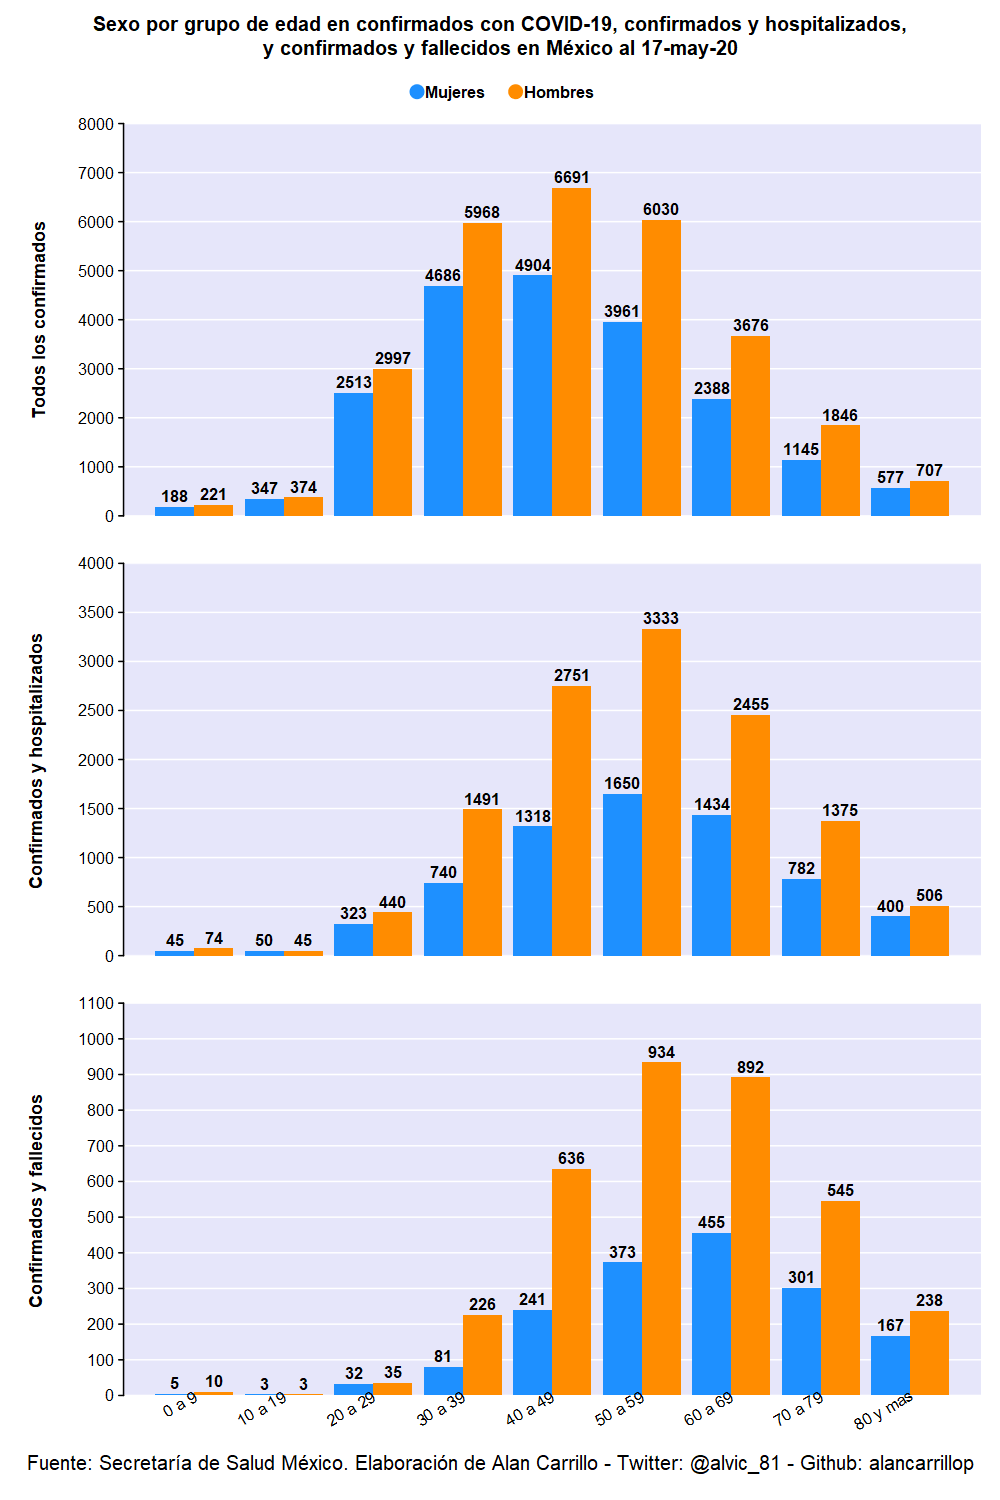 Sexo por grupo de edad en confirmados con COVID-19, confirmados y hospitalizados,
y confirmados y fallecidos en México al 17-may-20
Mujeres Hombres
Todos los confirmados
8000
7000
6000
5000
4000
3000
2000
1000
0
188 221 347 374 2513 2997 4686 5968 4904 6691 3961 6030 2388 3676 1145 1846 577 707
Confirmados y hospitalizados
4000
3500
3000
2500
2000
1500
1000
500
0
45 74 50 45 323 440 740 1491 1318 2751 1650 3333 1434 2455 782 1375 400 506
Confirmados y fallecidos
1100
1000
900
800
700
600
500
400
300
200
100
0
5 10 3 3 32 35 81 226 241 636 373 934 455 892 301 545 167 238
0 a 9 10 a 19 20 a 29 30 a 39 40 a 49 50 a 59 60 a 69 70 a 79 80 y mas
Fuente: Secretaría de Salud México. Elaboración de Alan Carrillo - Twitter: @alvic_81 - Github: alancarrillop